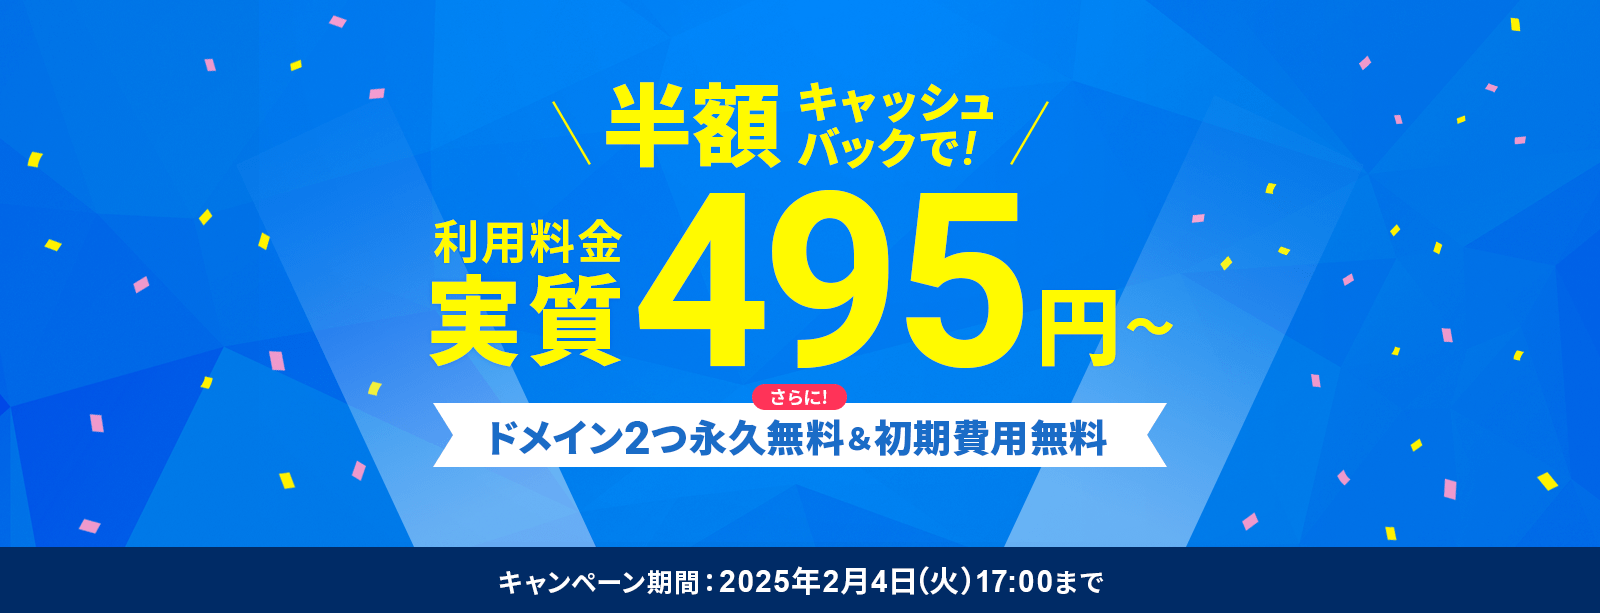 半額 キャッシュ
バックで!
利用料金
実質 495円~
さらに!
ドメイン2つ永久無料&初期費用無料
キャンペーン期間:2025年2月4日(火)17:00まで